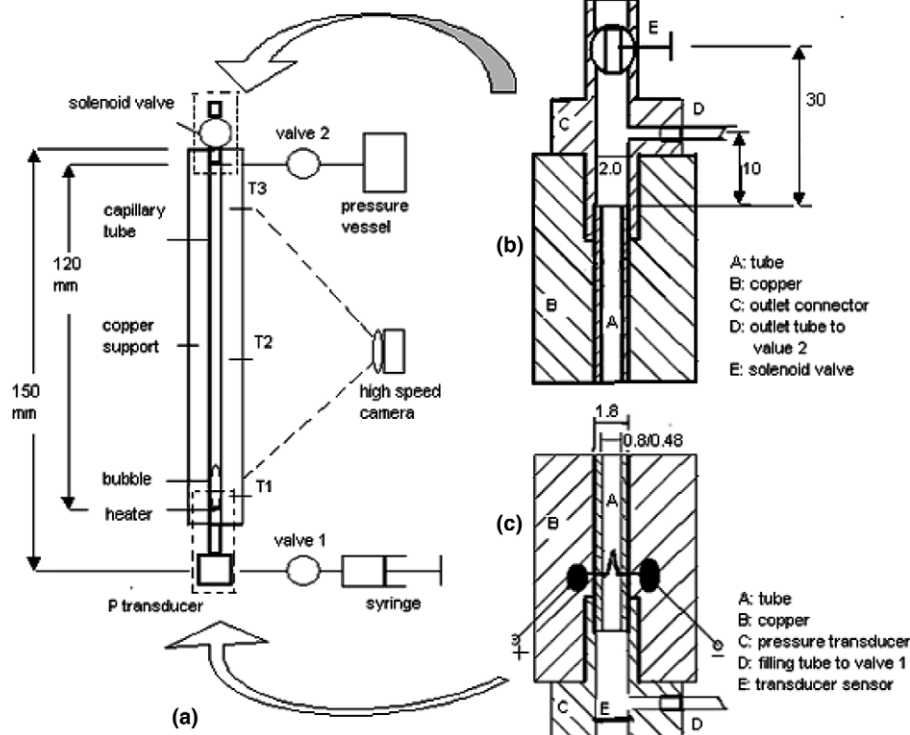 solenoid valve
valve 2
T3
pressure
vessel
capillary
tube
120
mm
copper
support
T2
150
mm
high speed
camera
bubble
T1
heater
valve 1
P transducer
syringe
(a)
E
D
C
30
2.0
10
(b)
B
A
A: tube
B: copper
C: outlet connector
D: outlet tube to
value 2
E: solenoid valve
1.8
0.8/0.48
A
B
(c)
+
-
A: tube
B: copper
C: pressure transducer
D: filling tube to valve 1
E: transducer sensor
C
E
D